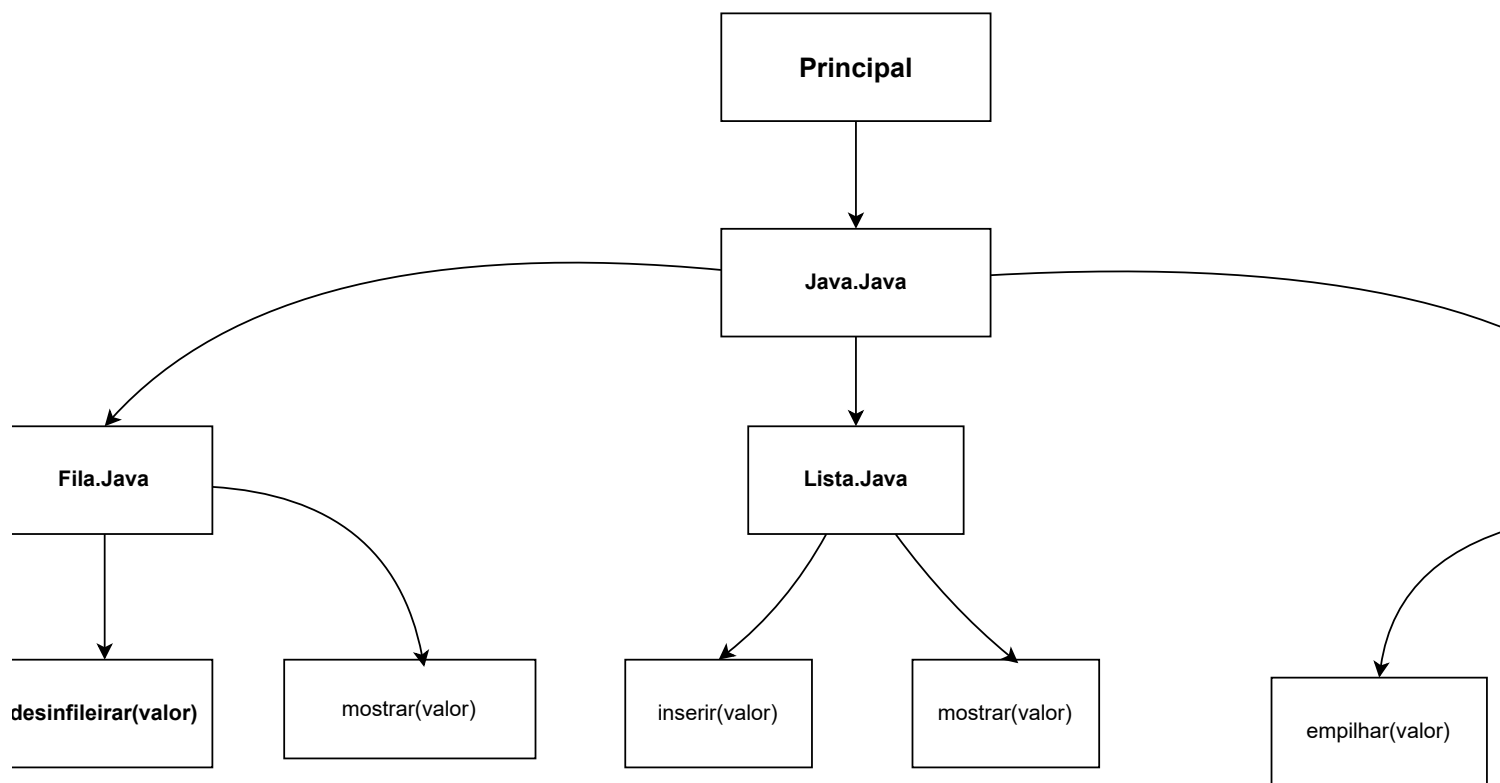 Principal
Java.Java
Fila.Java
Lista.Java
desinfileirar(valor)
mostrar(valor)
inserir(valor)
mostrar(valor)
empilhar(valor)